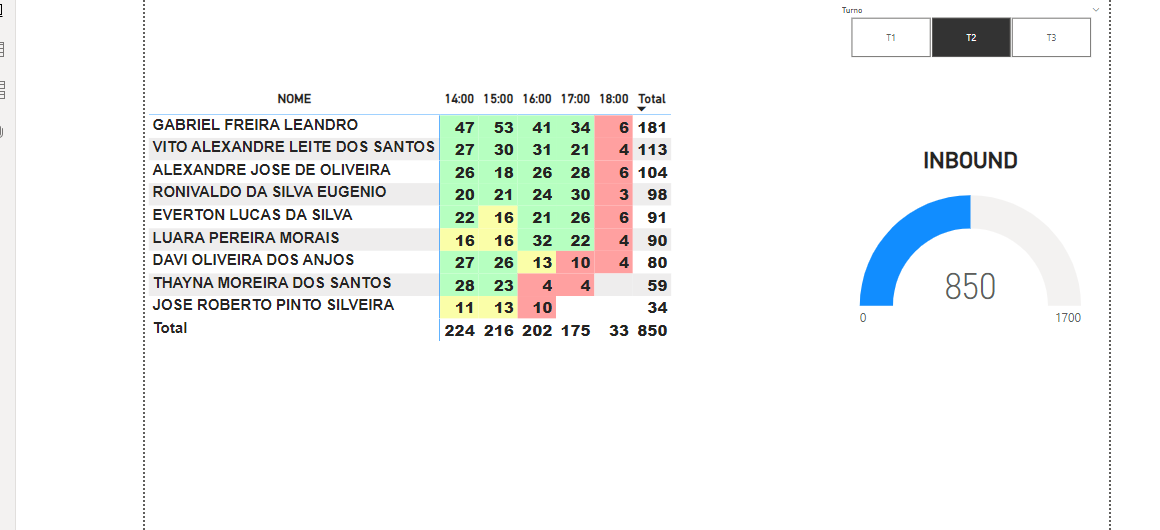 Turno
T1 T2 T3
NOME 14:00 15:00 16:00 17:00 18:00 Total
GABRIEL FREIRA LEANDRO 47 53 41 34 6 181
VITO ALEXANDRE LEITE DOS SANTOS 27 30 31 21 4 113
ALEXANDRE JOSE DE OLIVEIRA 26 18 26 28 6 104
RONIVALDO DA SILVA EUGENIO 20 21 24 30 3 98
EVERTON LUCAS DA SILVA 22 16 21 26 6 91
LUARA PEREIRA MORAIS 16 16 32 22 4 90
DAVI OLIVEIRA DOS ANJOS 27 26 13 10 4 80
THAYNA MOREIRA DOS SANTOS 28 23 4 4 59
JOSE ROBERTO PINTO SILVEIRA 11 13 10 34
Total 224 216 202 175 33 850
INBOUND
850
0 1700